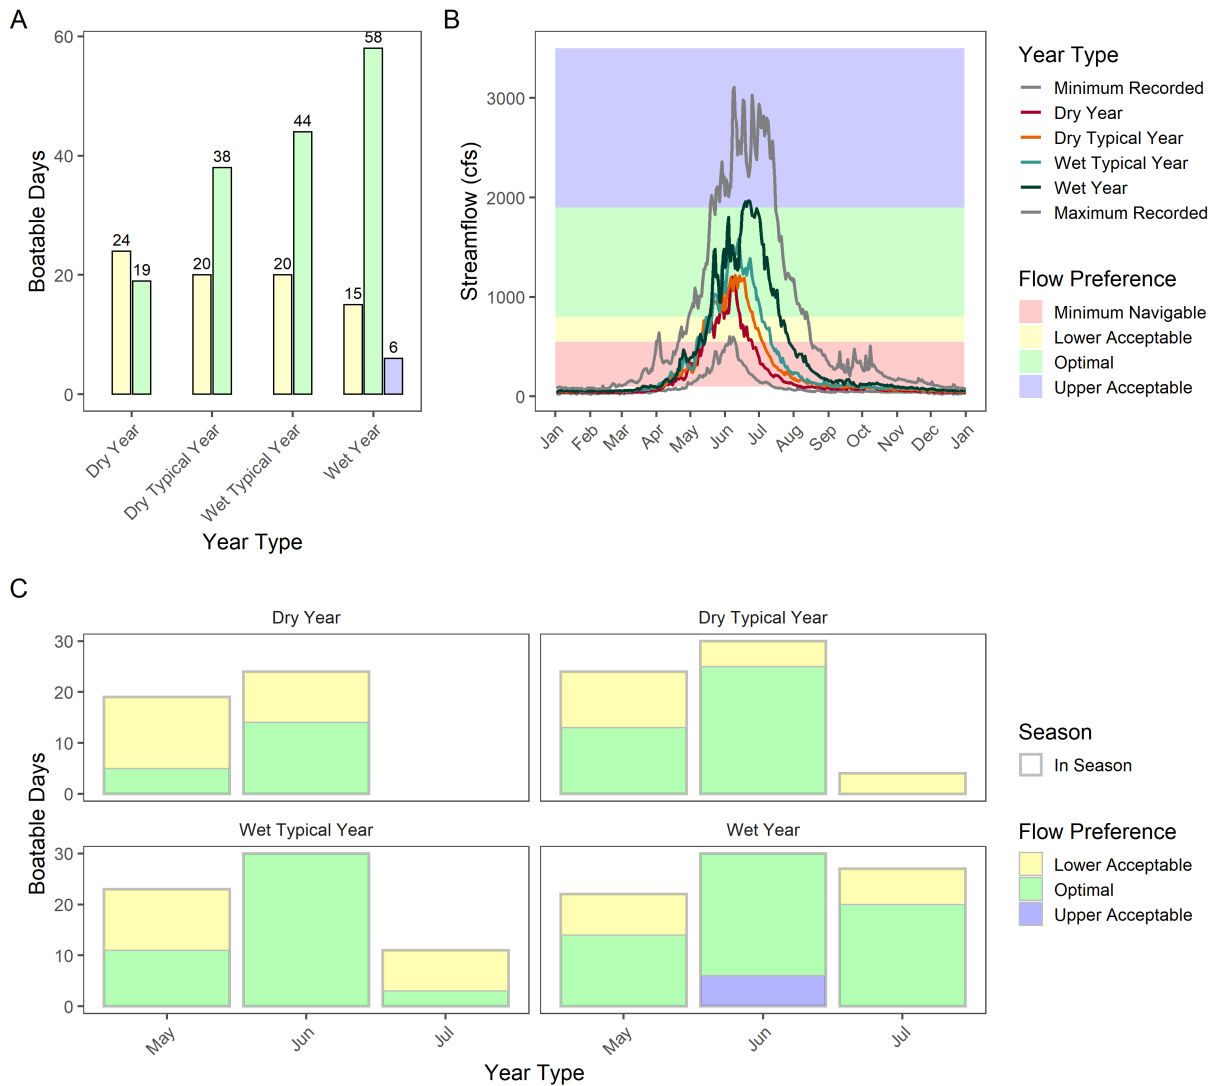 A
Boatable Days
60
40
20
0
24
19
20
38
20
44
15
58
6
Dry Year
Dry Typical Year
Wet Typical Year
Wet Year
Year Type
B
Streamflow (cfs)
3000
2000
1000
0
Jan
Feb
Mar
Apr
May
Jun
Jul
Aug
Sep
Oct
Nov
Dec
Jan
Year Type
Minimum Recorded
Dry Year
Dry Typical Year
Wet Typical Year
Wet Year
Maximum Recorded
Flow Preference
Minimum Navigable
Lower Acceptable
Optimal
Upper Acceptable
C
Boatable Days
Dry Year
30
20
10
0
Dry Typical Year
Wet Typical Year
30
20
10
0
May
Jun
Jul
Wet Year
May
Jun
Jul
Year Type
Season
In Season
Flow Preference
Lower Acceptable
Optimal
Upper Acceptable